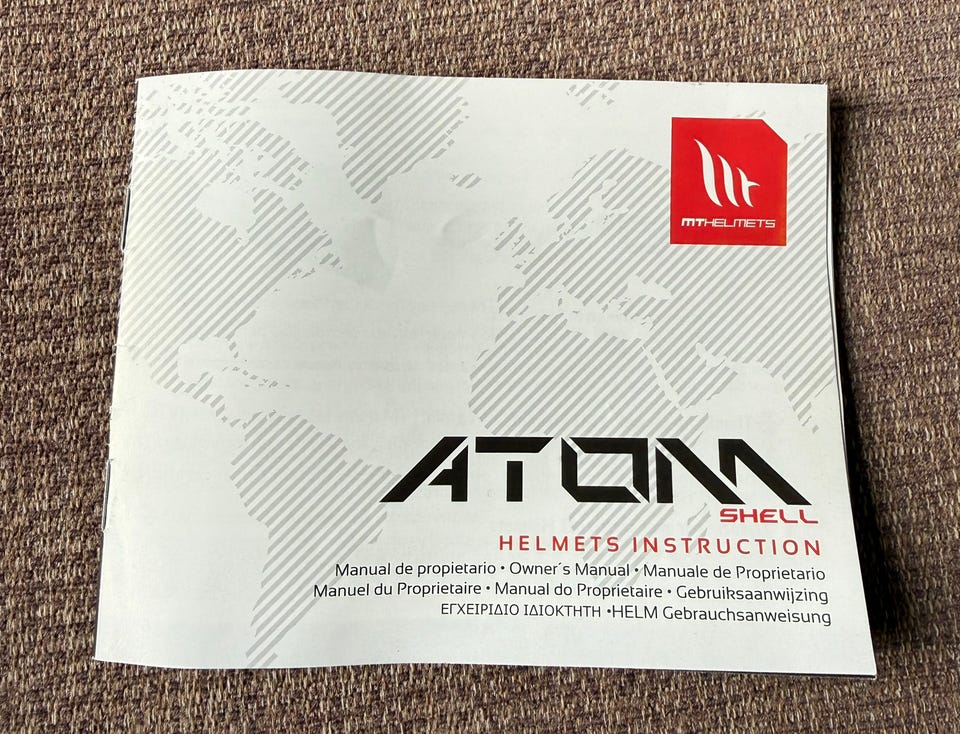 MTHELMETS
ATOM
SHELL
HELMETS INSTRUCTION
Manual de propietario • Owner´s Manual • Manuale de Proprietario
Manuel du Proprietaire • Manual do Proprietaire • Gebruiksaanwijzing
ΕΓΧΕΙΡΙΔΙΟ ΙΔΙΟΚΤΗΤΗ •HELM Gebrauchsanweisung